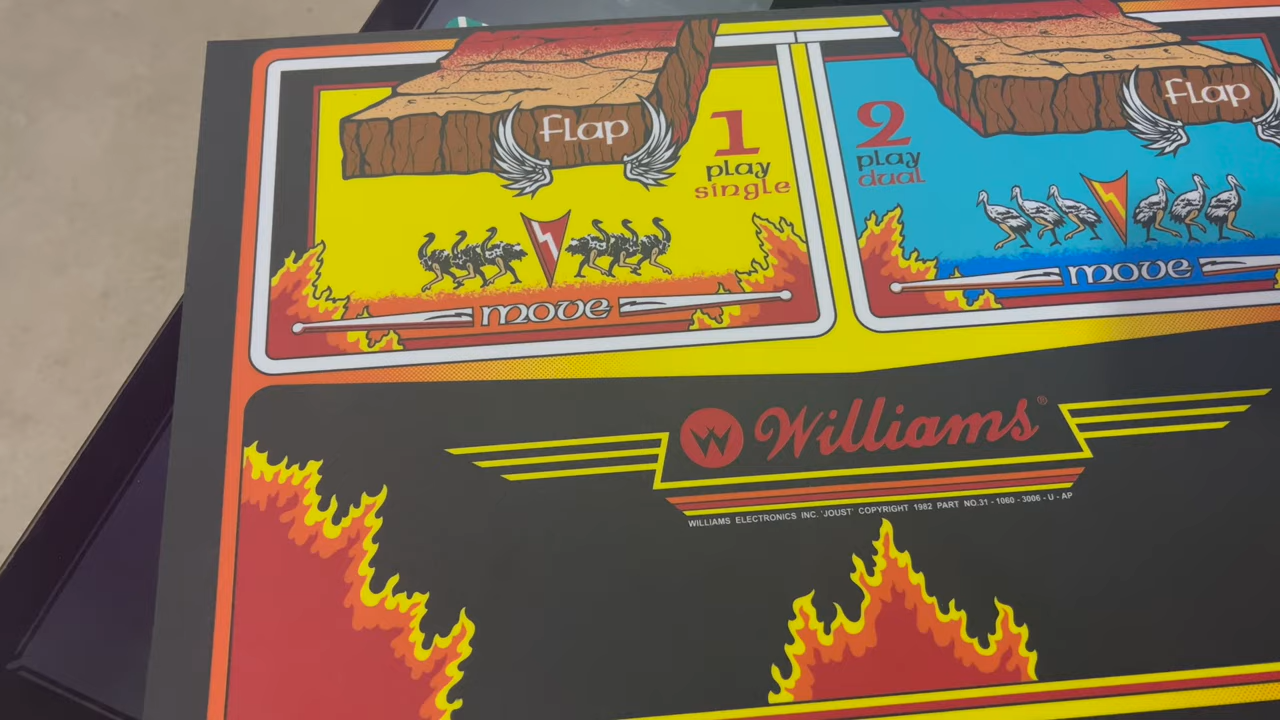 flap
1
play
single
move
flap
2
play
dual
move
W Williams®
WILLIAMS ELECTRONICS INC. 'JOUST' COPYRIGHT 1982 PART NO.31 - 1060 - 3006 - U - AP